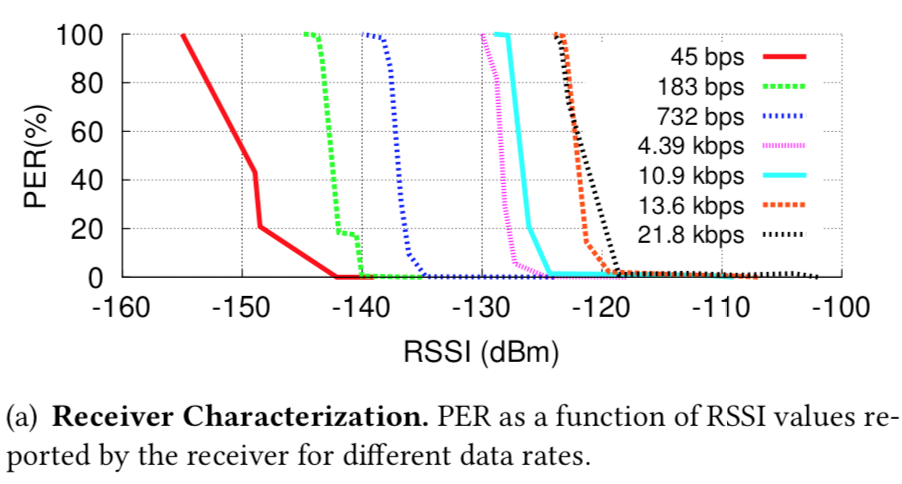 100
80
60
40
20
0
PER(%)
-160 -150 -140 -130 -120 -110 -100
RSSI (dBm)
45 bps
183 bps
732 bps
4.39 kbps
10.9 kbps
13.6 kbps
21.8 kbps
(a) Receiver Characterization. PER as a function of RSSI values re-
ported by the receiver for different data rates.